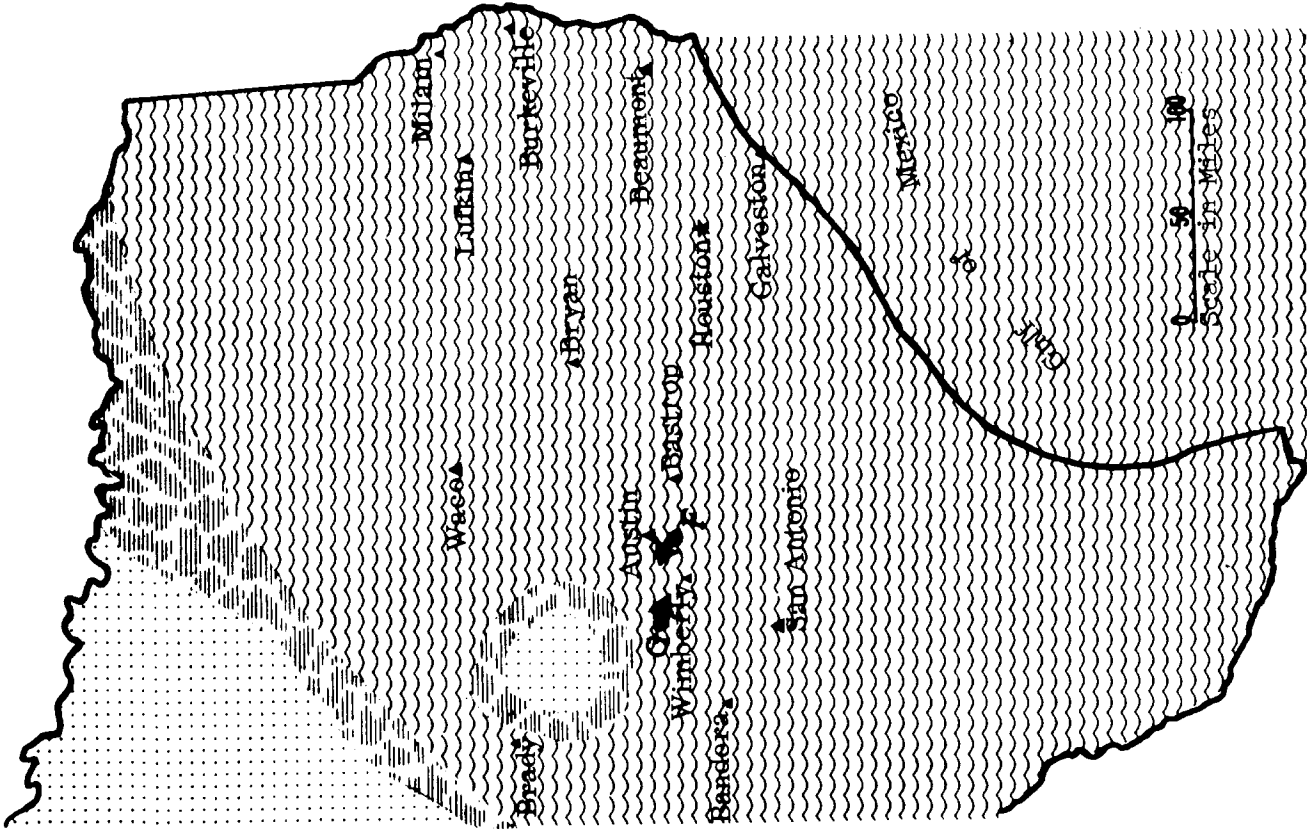 Milam
Waco
Lufkin
Brady
Burkeville
Bryan
Austin
Beaumont
G
Bastrop
Wimberly
F
Houston
Bandera
Galveston
San Antonio
Gulf of Mexico
0 50 100
Scale in Miles